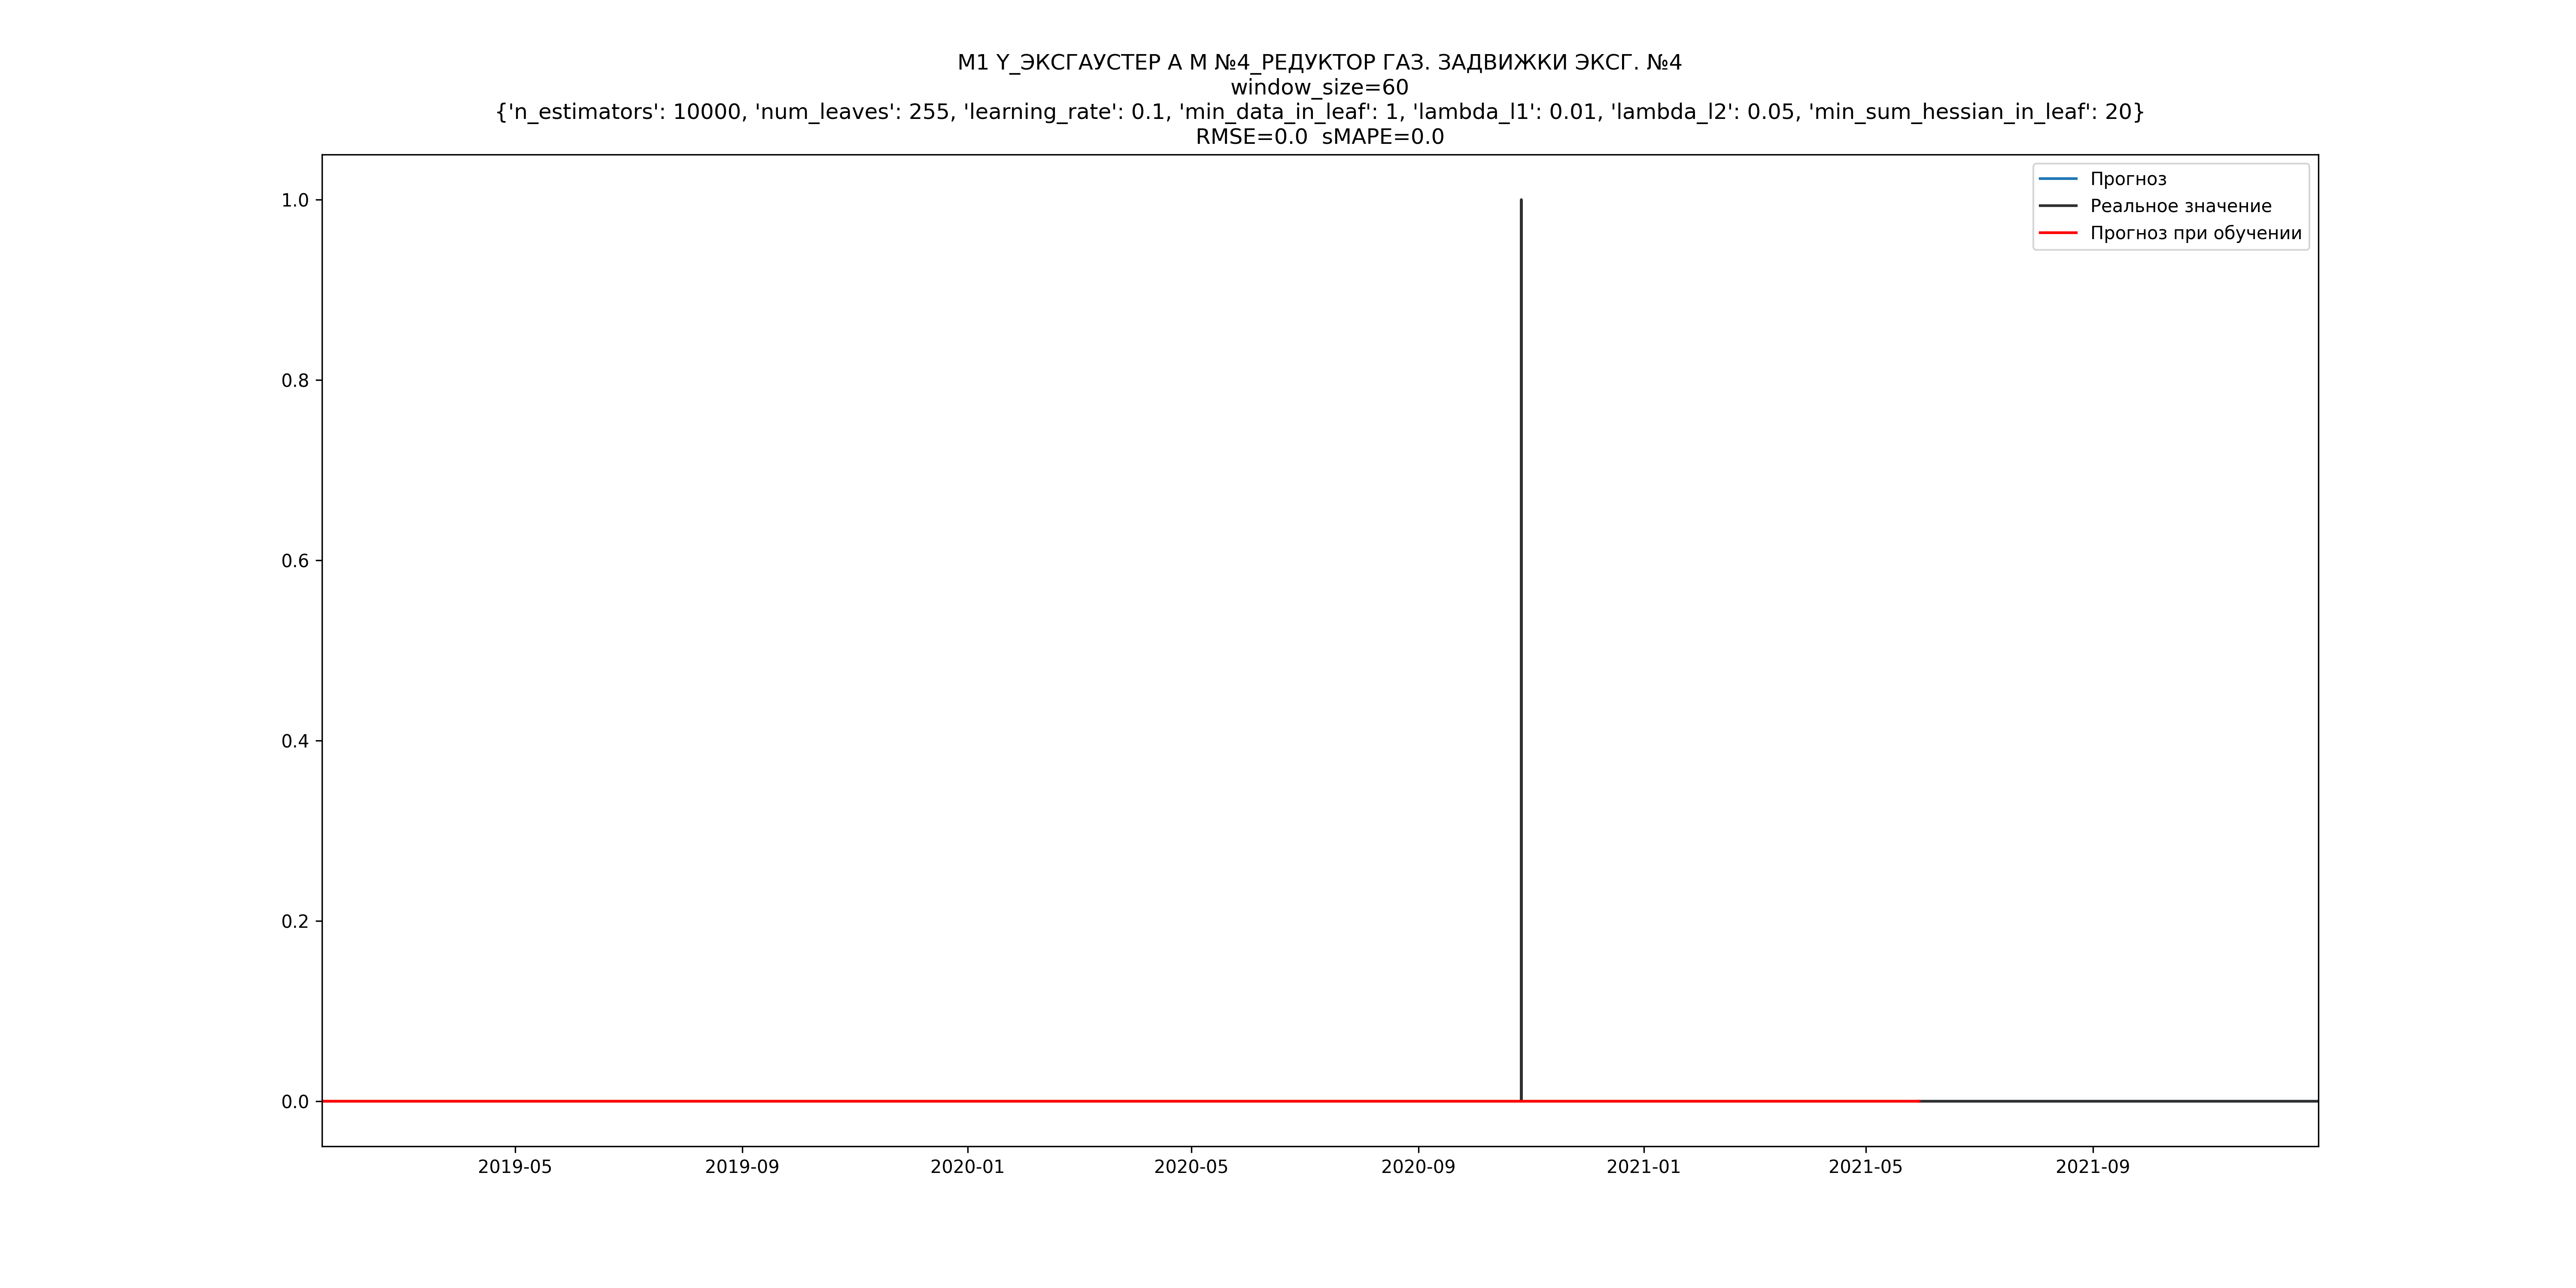 M1 Y_ЭКСГАУСТЕР А М №4_РЕДУКТОР ГАЗ. ЗАДВИЖКИ ЭКСГ. №4
window_size=60
{'n_estimators': 10000, 'num_leaves': 255, 'learning_rate': 0.1, 'min_data_in_leaf': 1, 'lambda_l1': 0.01, 'lambda_l2': 0.05, 'min_sum_hessian_in_leaf': 20}
RMSE=0.0  sMAPE=0.0
Прогноз
Реальное значение
Прогноз при обучении
1.0
0.8
0.6
0.4
0.2
0.0
2019-05
2019-09
2020-01
2020-05
2020-09
2021-01
2021-05
2021-09